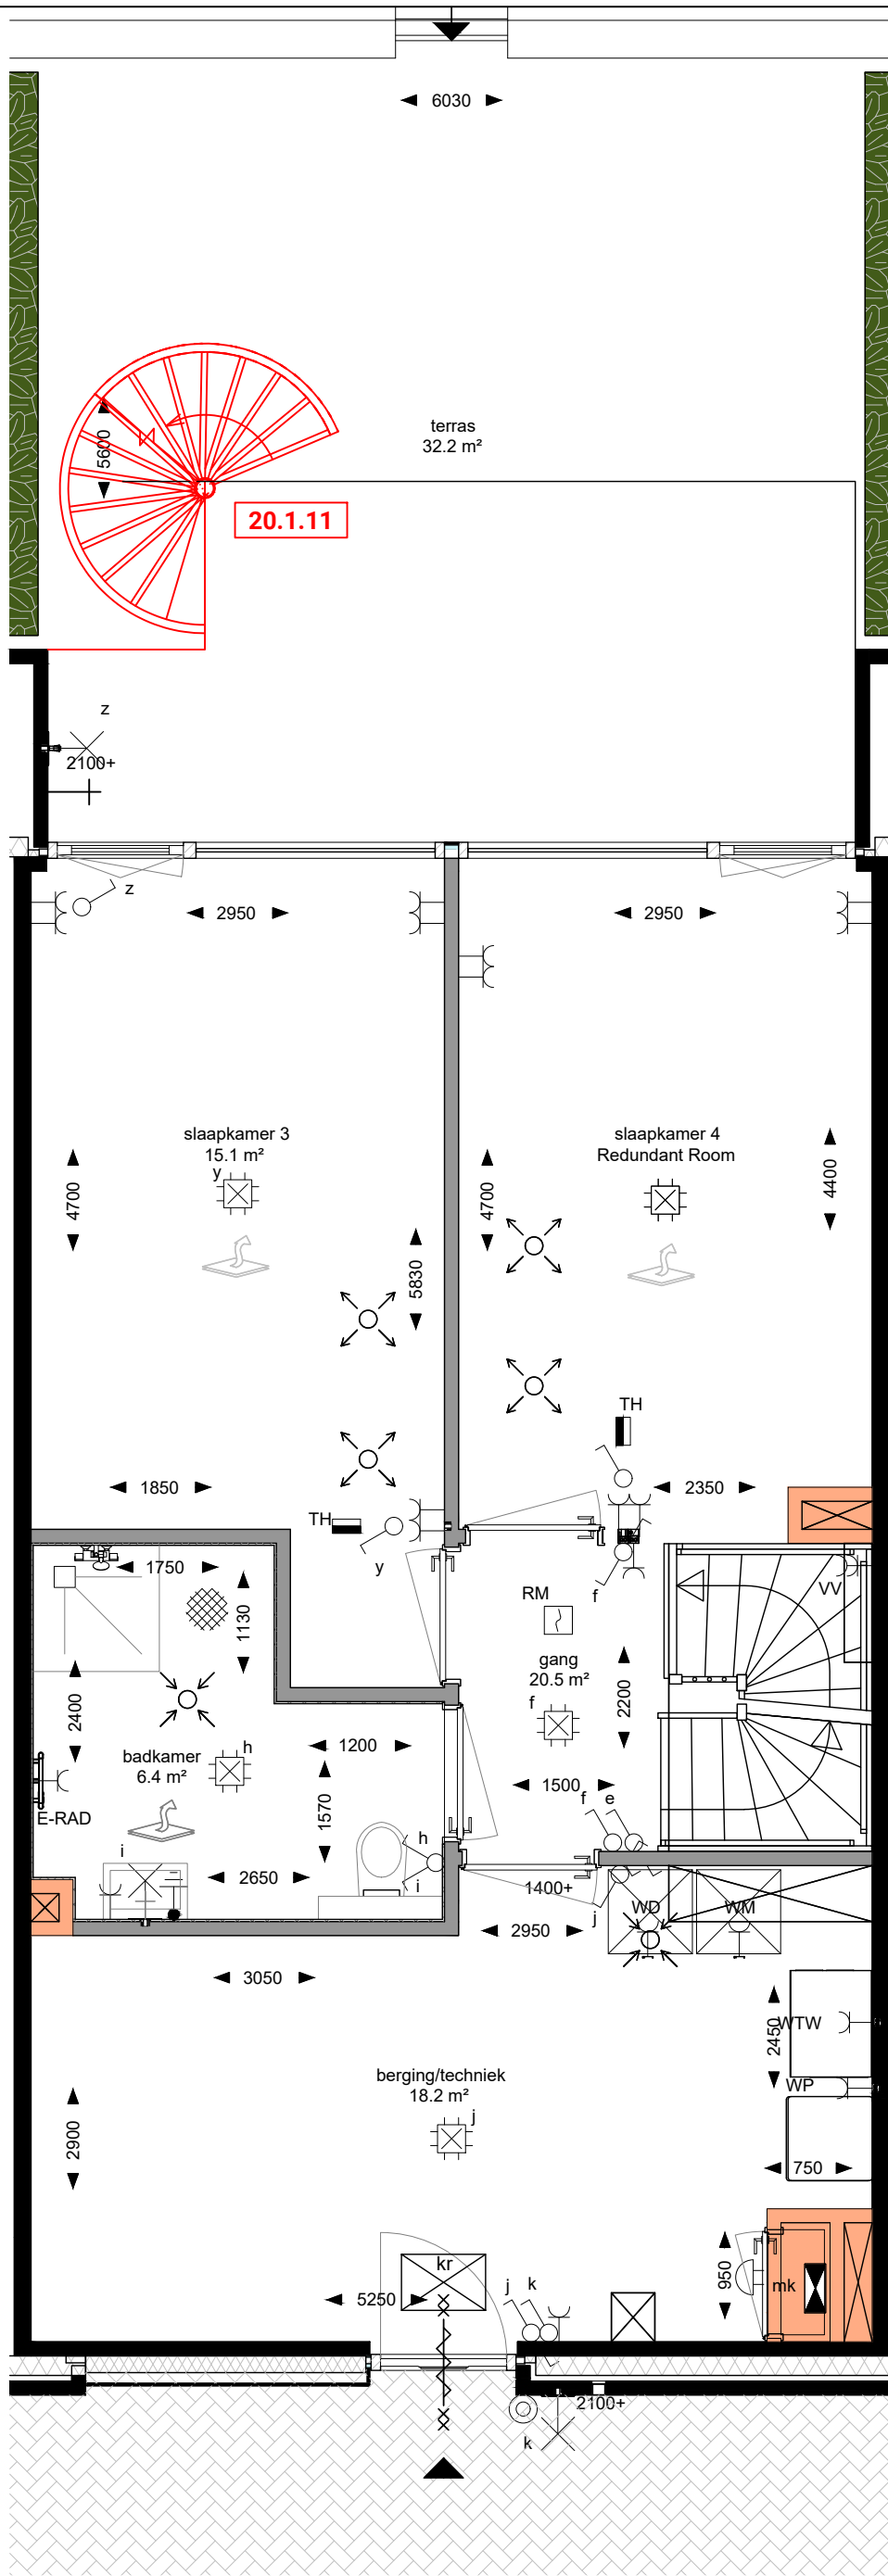 6030
terras
32.2 m²
5600
20.1.11
z
2100+
z
2950
2950
slaapkamer 3
15.1 m²
y
slaapkamer 4
Redundant Room
4700
4700
4400
5830
TH
1850
2350
TH
y
1750
1130
f
VV
RM
gang
20.5 m²
f
2200
2400
badkamer
6.4 m²
h
1200
1500
E-RAD
1570
f e
h
i
i
2650
1400+
j
WD
WM
2950
3050
2450
WTW
berging/techniek
18.2 m²
j
WP
2900
750
kr
950
mk
5250
j k
2100+
k